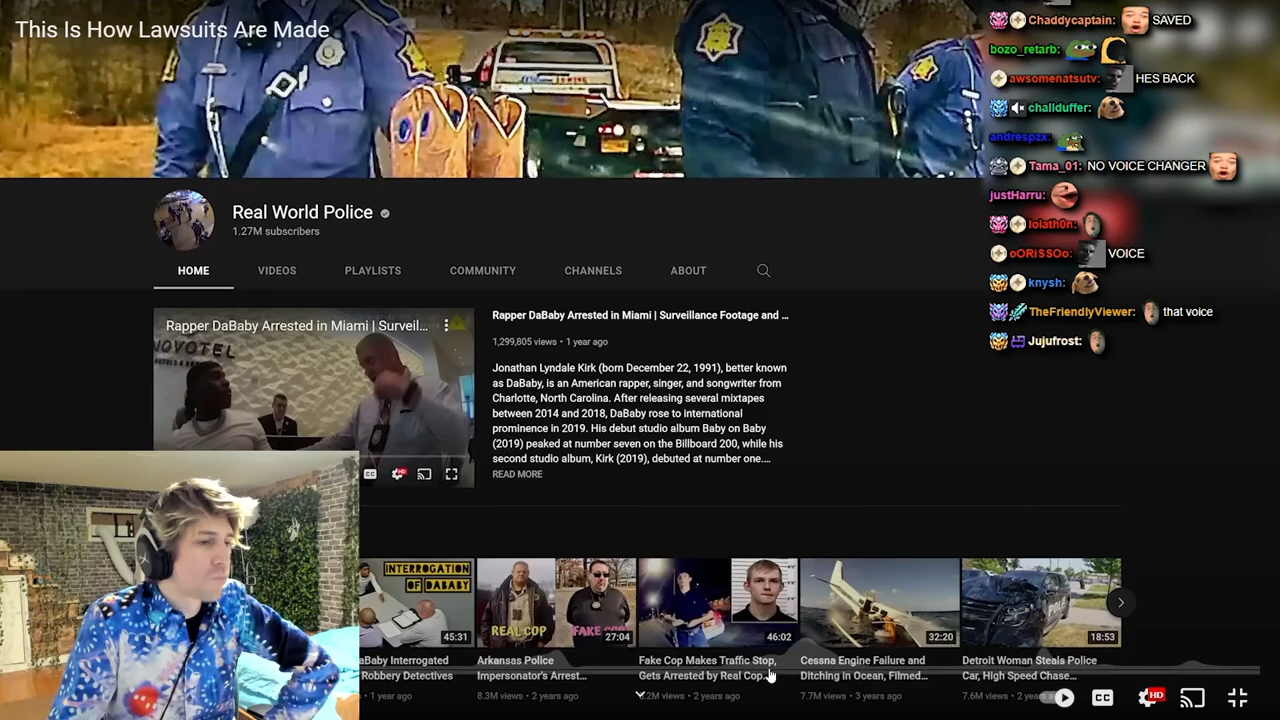 This Is How Lawsuits Are Made
Chaddycaptain: SAVED
bozo_retarb:
awsomenatsutv: HES BACK
challduffer:
andrespzx:
Tama_01: NO VOICE CHANGER
justHarru:
lolath0n:
oORiSSOo: VOICE
knysh:
TheFriendlyViewer: that voice
Jujufrost:
Real World Police
1.27M subscribers
HOME VIDEOS PLAYLISTS COMMUNITY CHANNELS ABOUT
Rapper DaBaby Arrested in Miami | Surveil...
NOVOTEL
CC HD
Rapper DaBaby Arrested in Miami | Surveillance Footage and ...
1,299,805 views • 1 year ago
Jonathan Lyndale Kirk (born December 22, 1991), better known
as DaBaby, is an American rapper, singer, and songwriter from
Charlotte, North Carolina. After releasing several mixtapes
between 2014 and 2018, DaBaby rose to international
prominence in 2019. His debut studio album Baby on Baby
(2019) peaked at number seven on the Billboard 200, while his
second studio album, Kirk (2019), debuted at number one....
READ MORE
INTERROGATION
OF DABABY
45:31
REAL COP FAKE COP
27:04
46:02
32:20
POLICE
18:53
aBaby Interrogated
Robbery Detectives
1 year ago
Arkansas Police
Impersonator's Arrest...
8.3M views • 2 years ago
Fake Cop Makes Traffic Stop,
Gets Arrested by Real Cop...
.2M views • 2 years ago
Cessna Engine Failure and
Ditching in Ocean, Filmed...
7.7M views • 3 years ago
Detroit Woman Steals Police
Car, High Speed Chase...
7.6M views • 2 years
CC HD